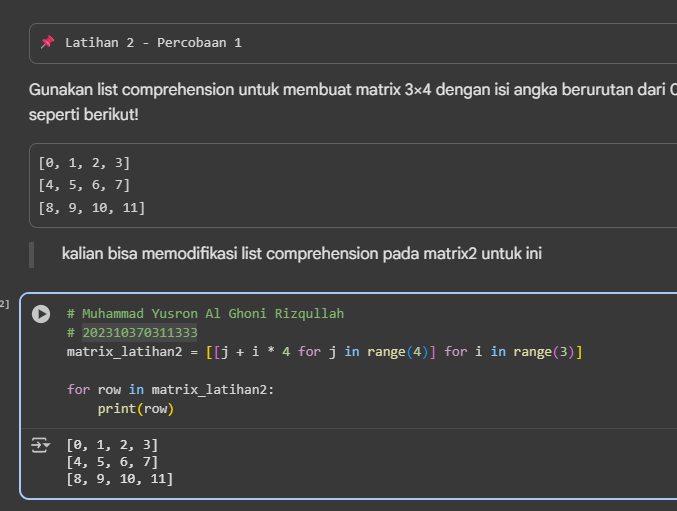 📌 Latihan 2 - Percobaan 1
Gunakan list comprehension untuk membuat matrix 3×4 dengan isi angka berurutan dari 0
seperti berikut!
[0, 1, 2, 3]
[4, 5, 6, 7]
[8, 9, 10, 11]
kalian bisa memodifikasi list comprehension pada matrix2 untuk ini
2]
# Muhammad Yusron Al Ghoni Rizqullah
# 202310370311333
matrix_latihan2 = [[j + i * 4 for j in range(4)] for i in range(3)]
for row in matrix_latihan2:
    print(row)
[0, 1, 2, 3]
[4, 5, 6, 7]
[8, 9, 10, 11]